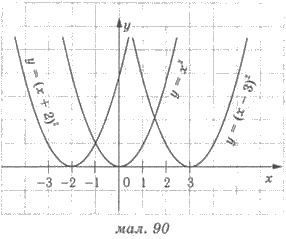 y
y = (x + 2)²
y = x²
y = (x − 3)²
−3 −2 −1 0 1 2 3 x
мал. 90